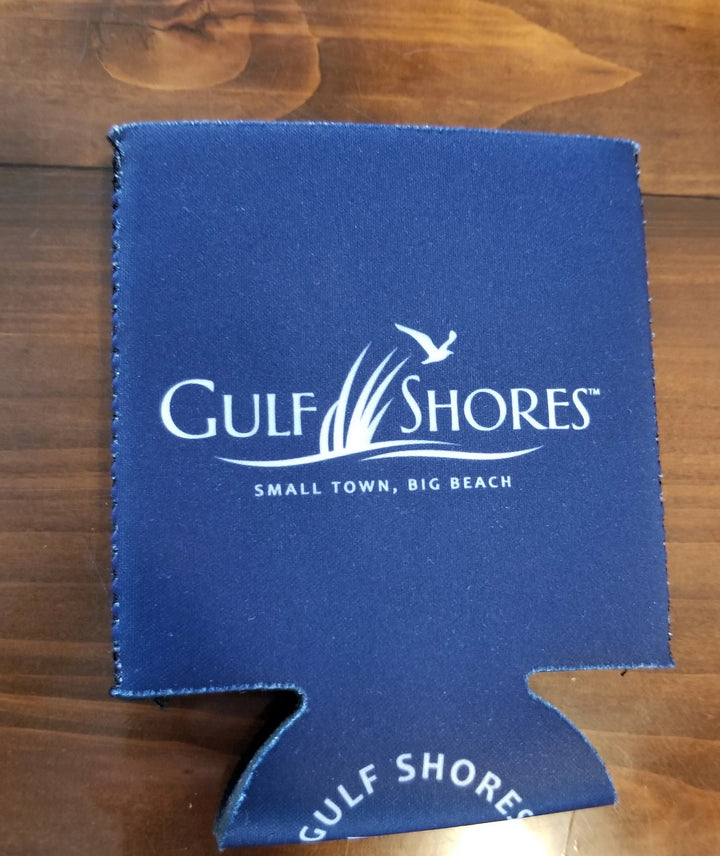 GULF SHORES™
SMALL TOWN, BIG BEACH
GULF SHORES